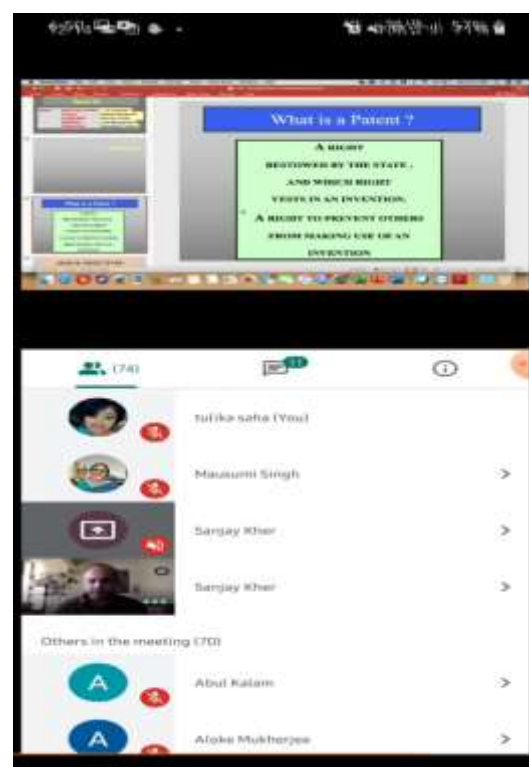 What is a Patent ?
A RIGHT
BESTOWED BY THE STATE ,
AND WHICH RIGHT
VESTS IN AN INVENTION.
A RIGHT TO PREVENT OTHERS
FROM MAKING USE OF AN
INVENTION
(74)
tulika saha (You)
Mausumi Singh
Sanjay Kher
Sanjay Kher
Others in the meeting (70)
A
Abul Kalam
A
Aloke Mukherjee